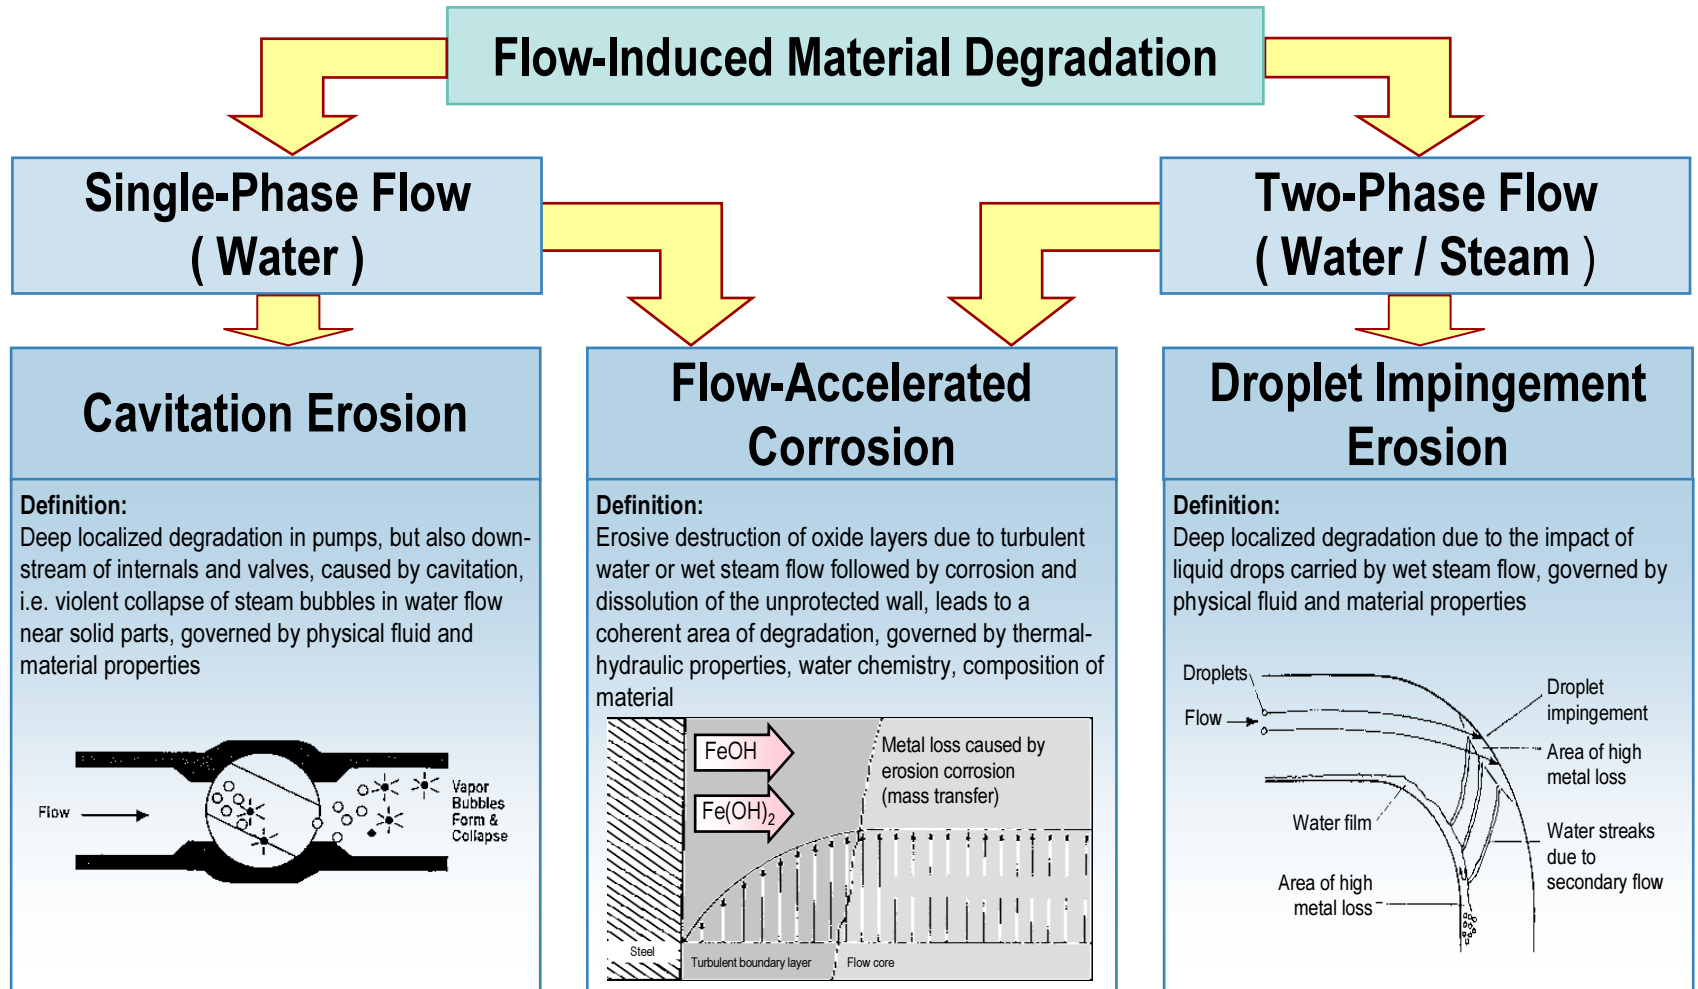 Flow-Induced Material Degradation
Single-Phase Flow
( Water )
Two-Phase Flow
( Water / Steam )
Cavitation Erosion
Definition:
Deep localized degradation in pumps, but also down-
stream of internals and valves, caused by cavitation,
i.e. violent collapse of steam bubbles in water flow
near solid parts, governed by physical fluid and
material properties
Flow
Vapor
Bubbles
Form &
Collapse
Flow-Accelerated
Corrosion
Definition:
Erosive destruction of oxide layers due to turbulent
water or wet steam flow followed by corrosion and
dissolution of the unprotected wall, leads to a
coherent area of degradation, governed by thermal-
hydraulic properties, water chemistry, composition of
material
FeOH
Fe(OH)₂
Metal loss caused by
erosion corrosion
(mass transfer)
Steel
Turbulent boundary layer
Flow core
Droplet Impingement
Erosion
Definition:
Deep localized degradation due to the impact of
liquid drops carried by wet steam flow, governed by
physical fluid and material properties
Droplets
Flow
Droplet
impingement
Area of high
metal loss
Water film
Water streaks
due to
secondary flow
Area of high
metal loss